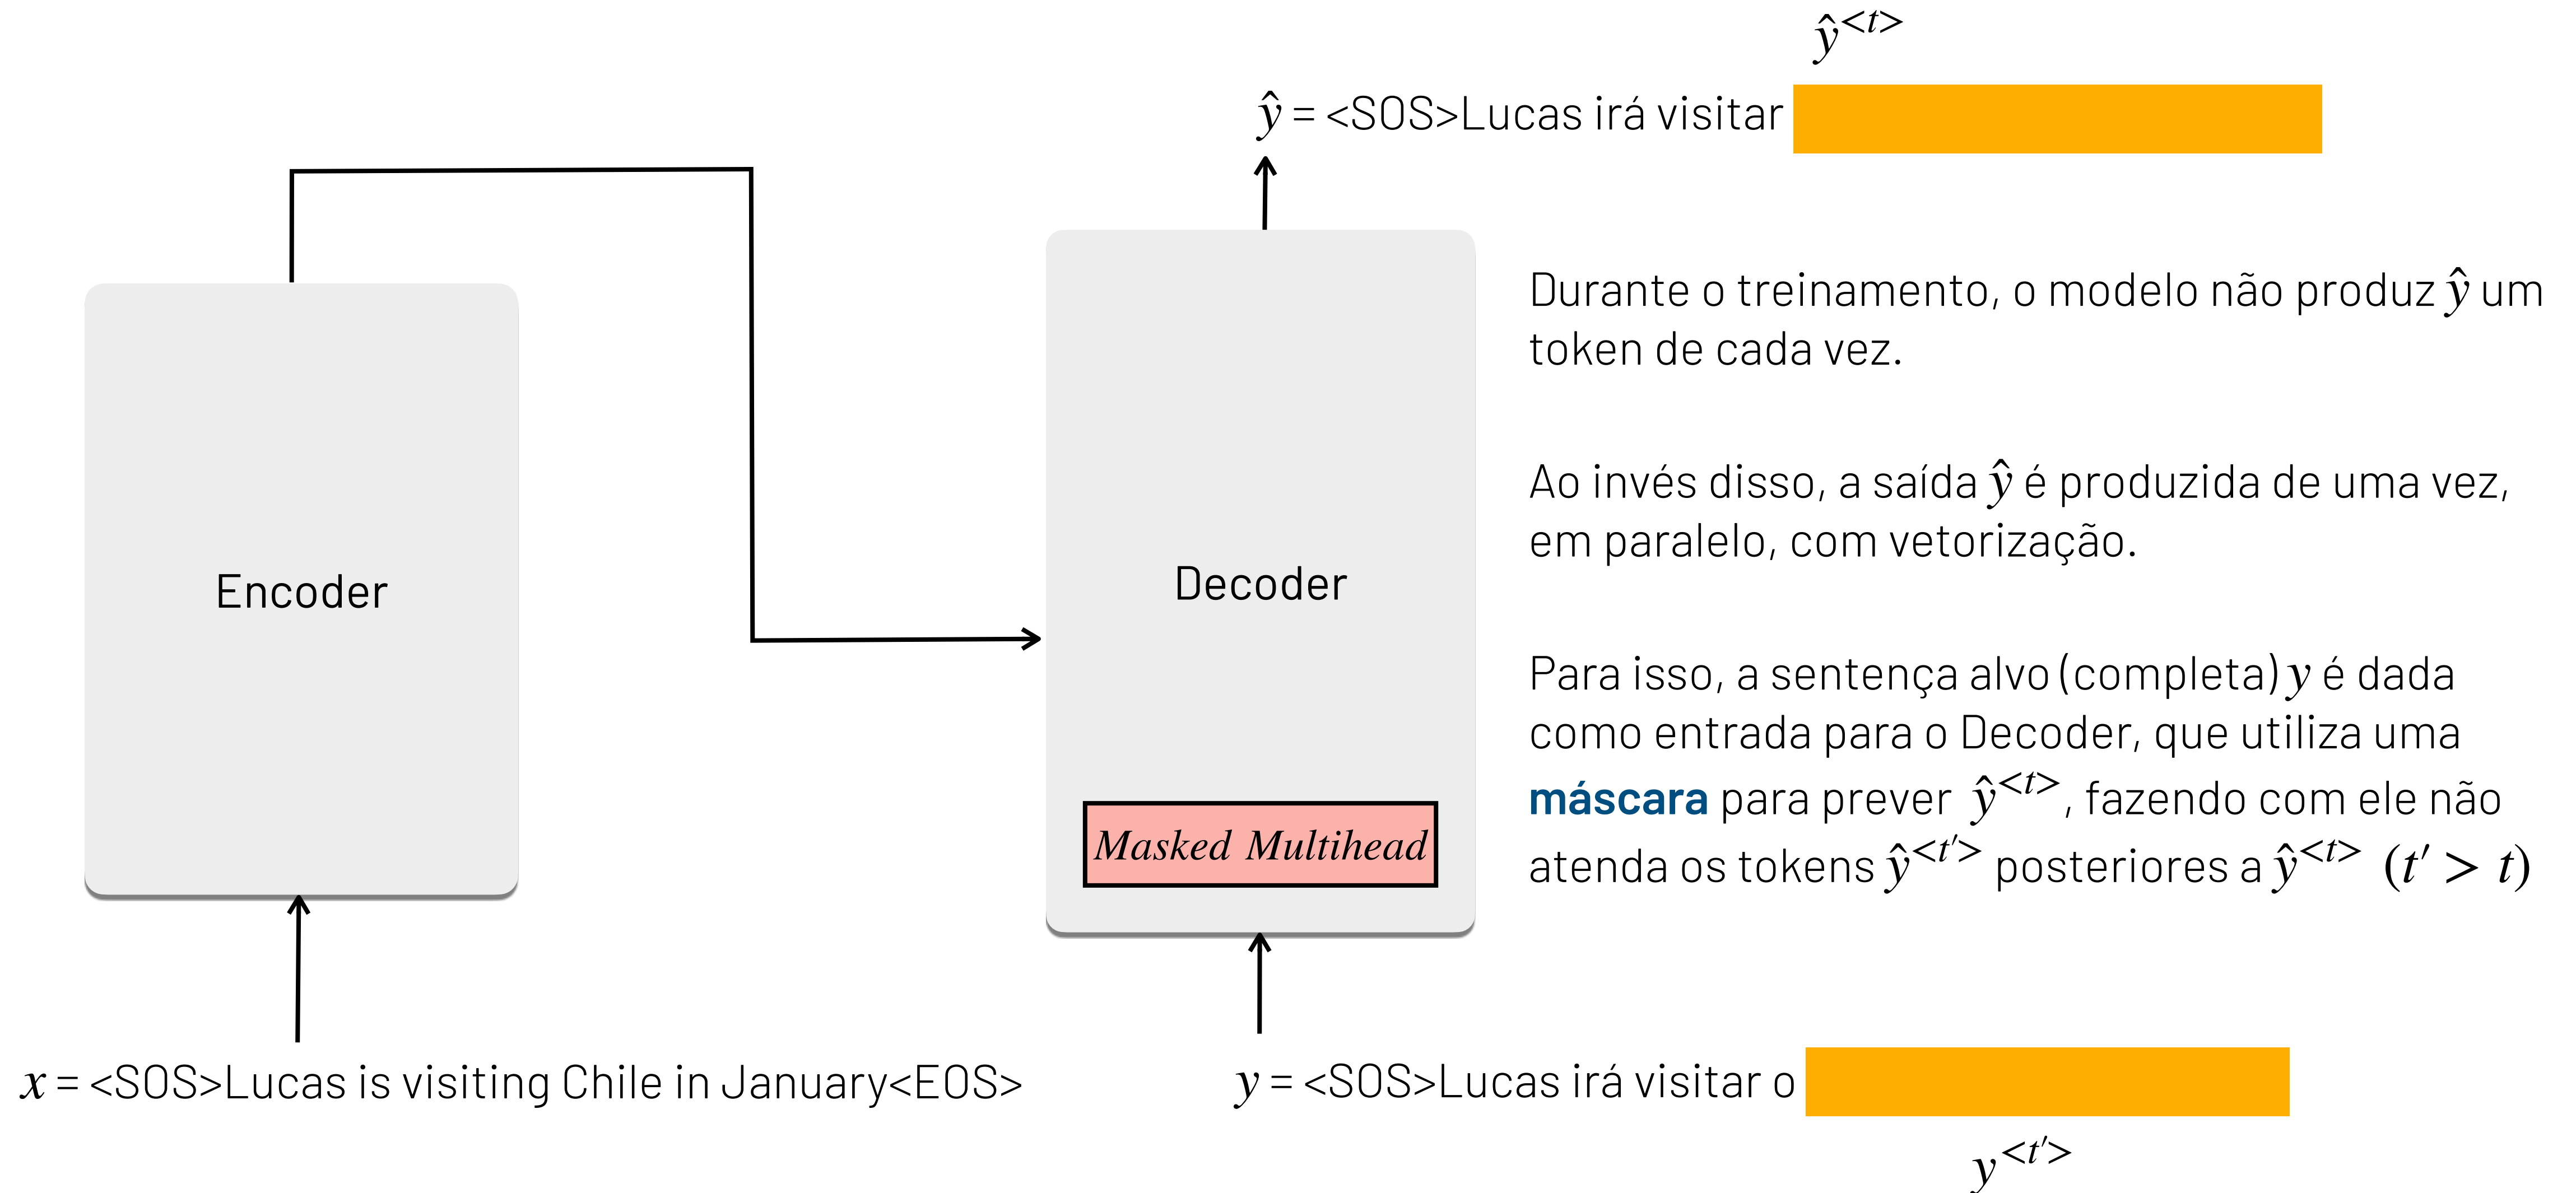 ŷ<t>
ŷ = <SOS>Lucas irá visitar
Durante o treinamento, o modelo não produz ŷ um
token de cada vez.
Ao invés disso, a saída ŷ é produzida de uma vez,
em paralelo, com vetorização.
Encoder
Decoder
Para isso, a sentença alvo (completa) y é dada
como entrada para o Decoder, que utiliza uma
máscara para prever ŷ<t>, fazendo com ele não
atenda os tokens ŷ<t′> posteriores a ŷ<t> (t′ > t)
Masked Multihead
x = <SOS>Lucas is visiting Chile in January<EOS>
y = <SOS>Lucas irá visitar o
y<t′>